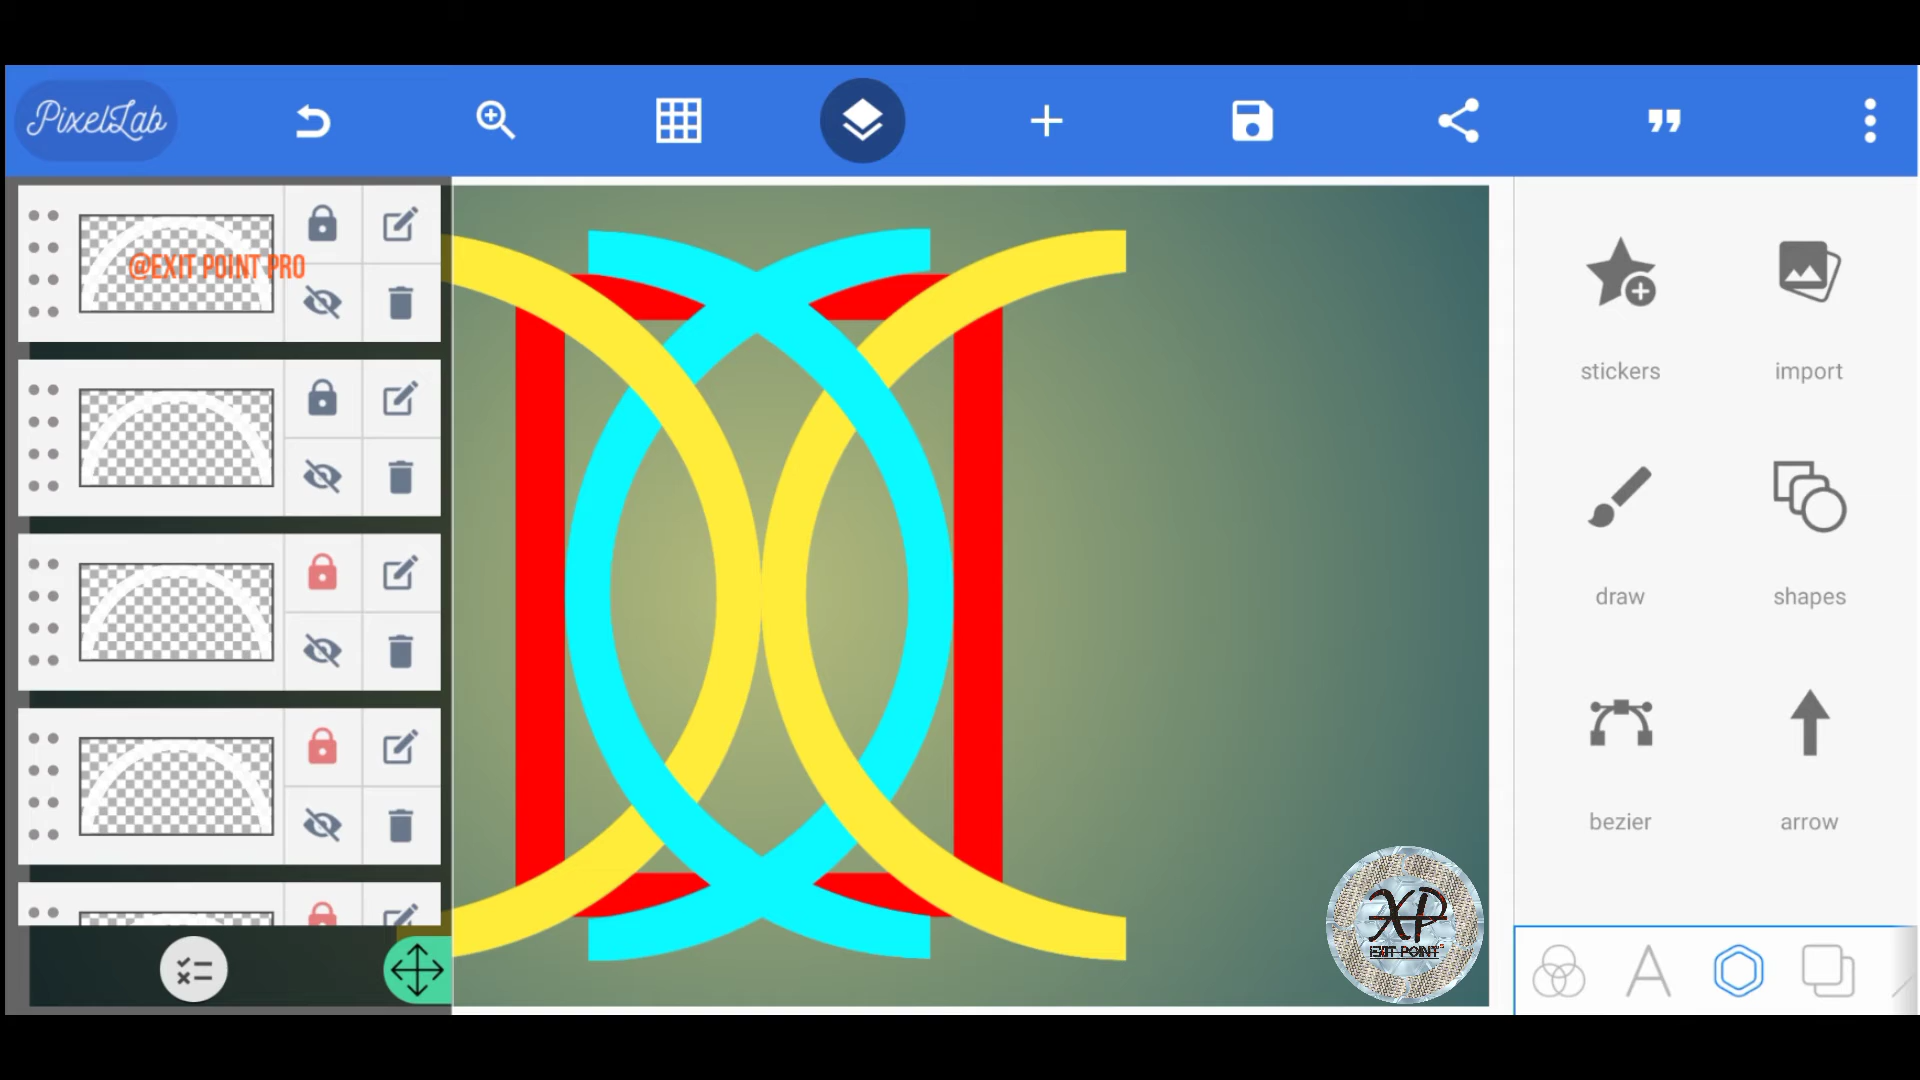 PixelLab
@EXIT POINT PRO
stickers
import
draw
shapes
bezier
arrow
XP
EXIT POINT